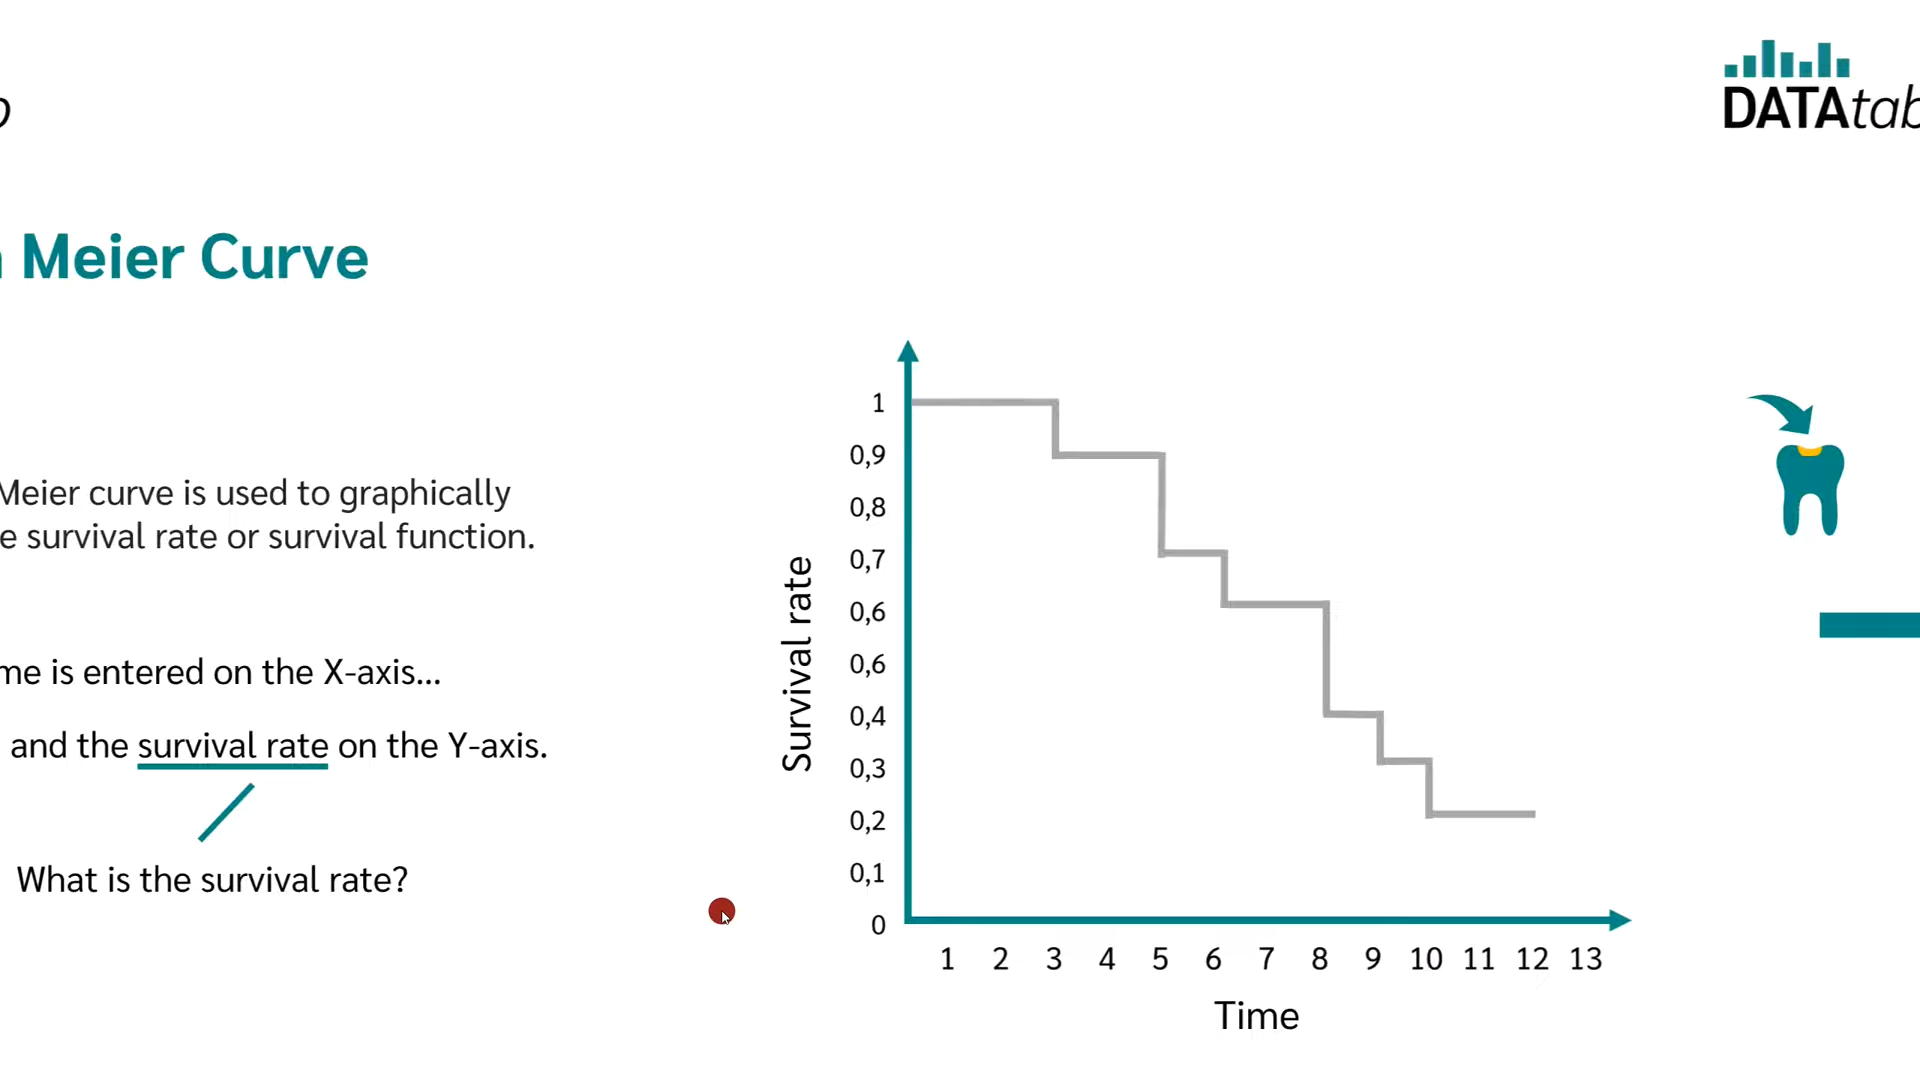 DATAtab
Meier Curve
Meier curve is used to graphically
survival rate or survival function.
is entered on the X-axis...
and the survival rate on the Y-axis.
What is the survival rate?
Survival rate
1
0,9
0,8
0,7
0,6
0,6
0,4
0,3
0,2
0,1
0
1 2 3 4 5 6 7 8 9 10 11 12 13
Time